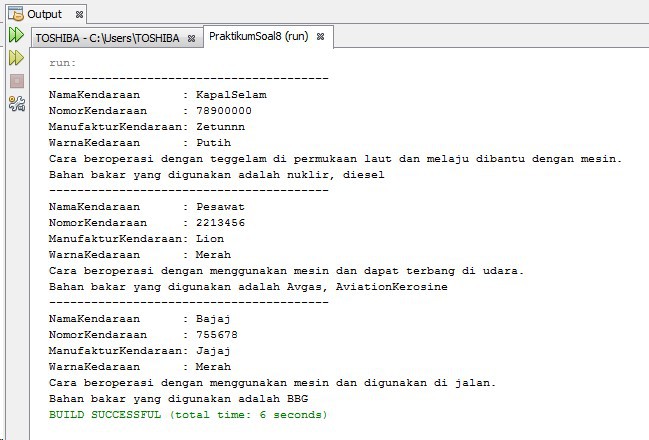 Output
TOSHIBA - C:\Users\TOSHIBA
PraktikumSoal8 (run)
run:
----------------------------------------
NamaKendaraan      : KapalSelam
NomorKendaraan     : 78900000
ManufakturKendaraan: Zetunnn
WarnaKedaraan      : Putih
Cara beroperasi dengan teggelam di permukaan laut dan melaju dibantu dengan mesin.
Bahan bakar yang digunakan adalah nuklir, diesel
----------------------------------------
NamaKendaraan      : Pesawat
NomorKendaraan     : 2213456
ManufakturKendaraan: Lion
WarnaKedaraan      : Merah
Cara beroperasi dengan menggunakan mesin dan dapat terbang di udara.
Bahan bakar yang digunakan adalah Avgas, AviationKerosine
----------------------------------------
NamaKendaraan      : Bajaj
NomorKendaraan     : 755678
ManufakturKendaraan: Jajaj
WarnaKedaraan      : Merah
Cara beroperasi dengan menggunakan mesin dan digunakan di jalan.
Bahan bakar yang digunakan adalah BBG
BUILD SUCCESSFUL (total time: 6 seconds)